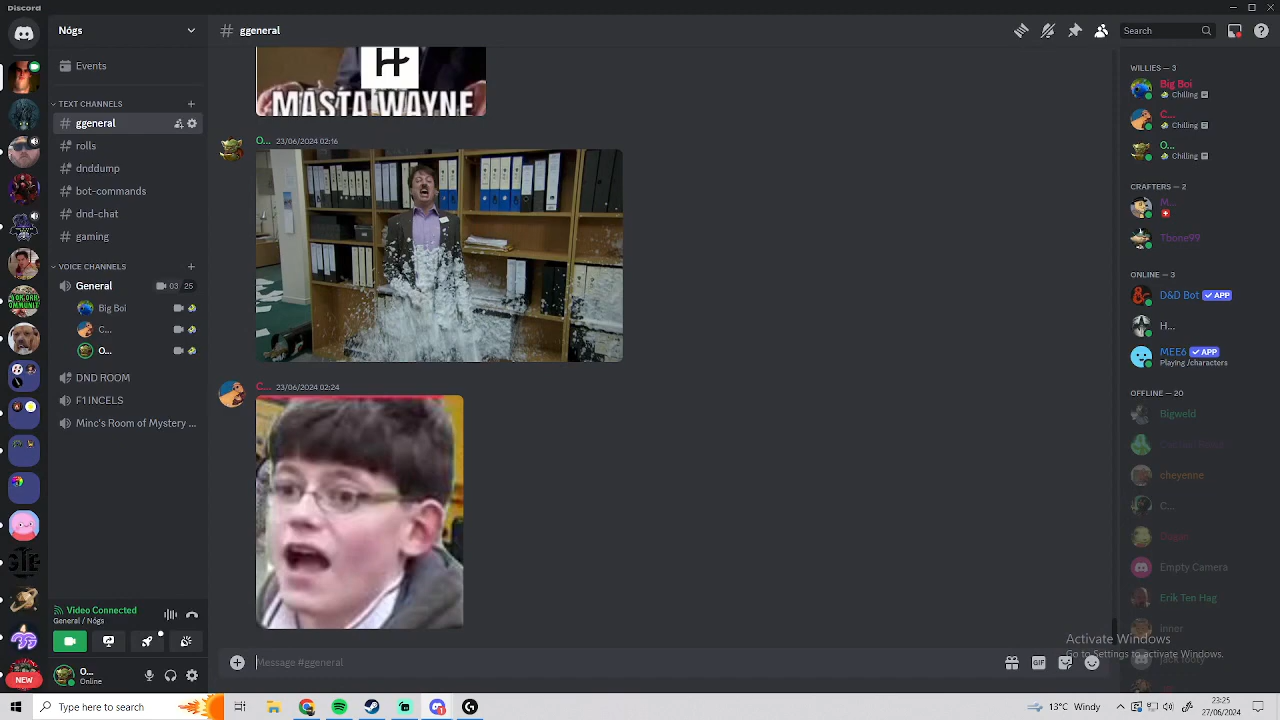 Discord
Ndgs
# ggeneral
Search
H
MASTA WAYNE
Events
TEXT CHANNELS
ggeneral
rolls
bot-commands
dnd-chat
gaming
VOICE CHANNELS
General
03 25
Big Boi
C...
O...
DND ROOM
F1INCELS
Minc's Room of Mystery ...
O... 23/06/2024 02:16
C... 23/06/2024 02:24
WILLIES — 3
Big Boi
Chilling
C...
Chilling
O...
Chilling
CRAFTERS — 2
M...
Tbone99
ONLINE — 3
D&D Bot APP
H...
MEE6 APP
Playing /characters
OFFLINE — 20
Bigweld
cheyenne
C...
Empty Camera
Erik Ten Hag
inner
Video Connected
General / Ndgs
NEW
Online
Message #ggeneral
Activate Windows
Go to Settings to activate Windows.
Type here to search
13°C Windy
23:25
27/06/2024